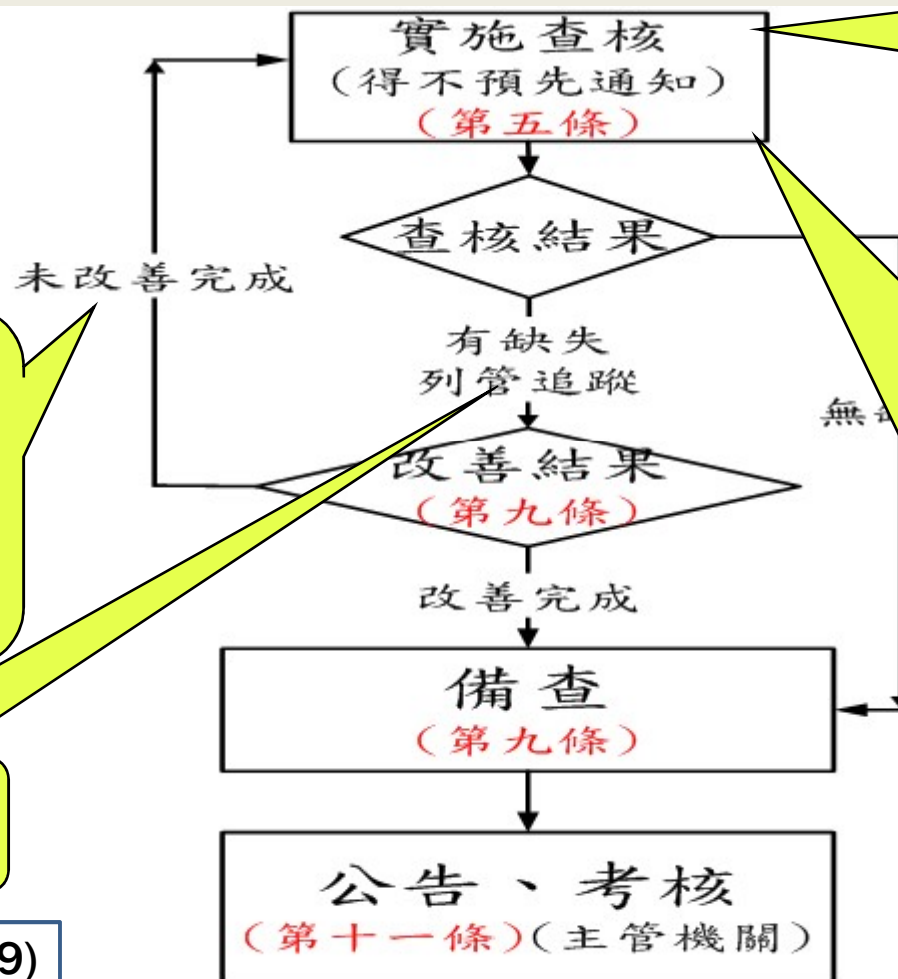 實施查核
（得不預先通知）
（第五條）
查核結果
未改善完成
有缺失
列管追蹤
無
改善結果
（第九條）
改善完成
備查
（第九條）
公告、考核
（第十一條）（主管機關）
9)